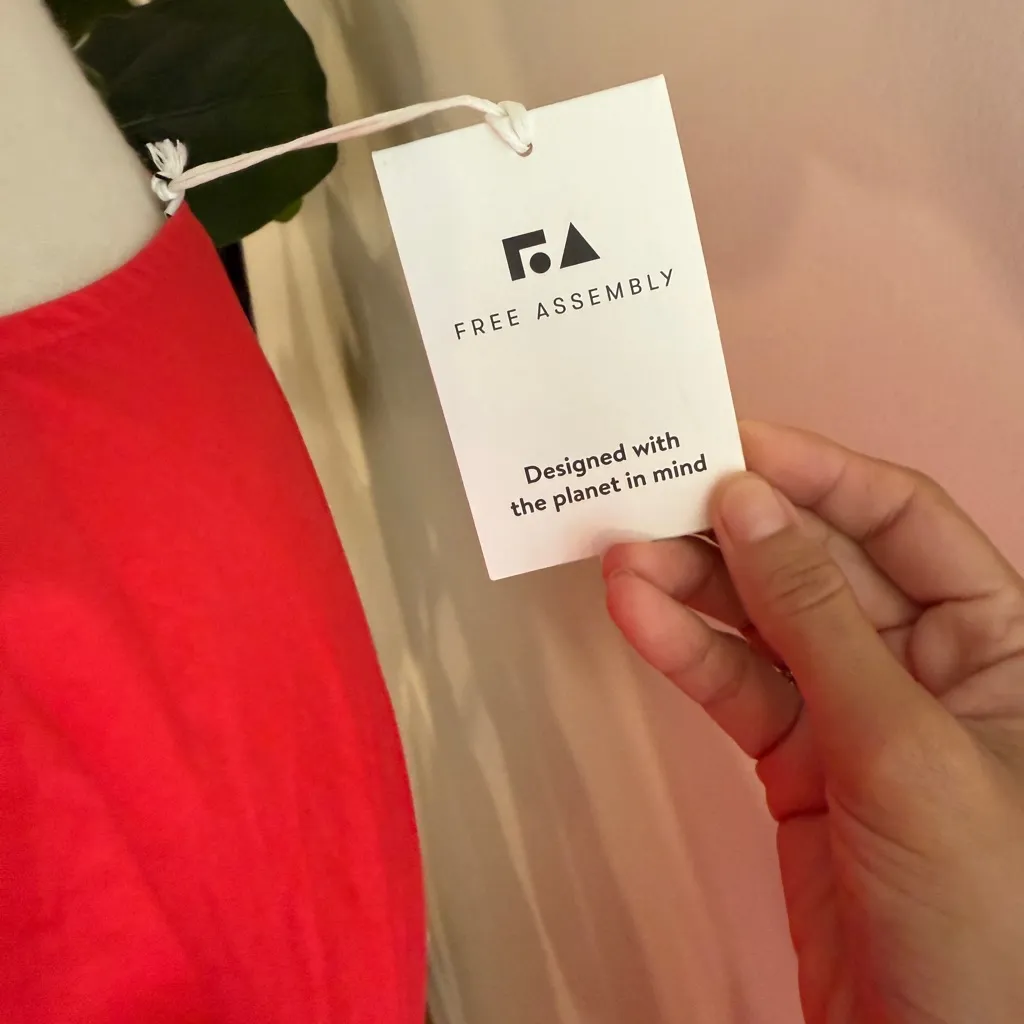 FREE ASSEMBLY
Designed with
the planet in mind